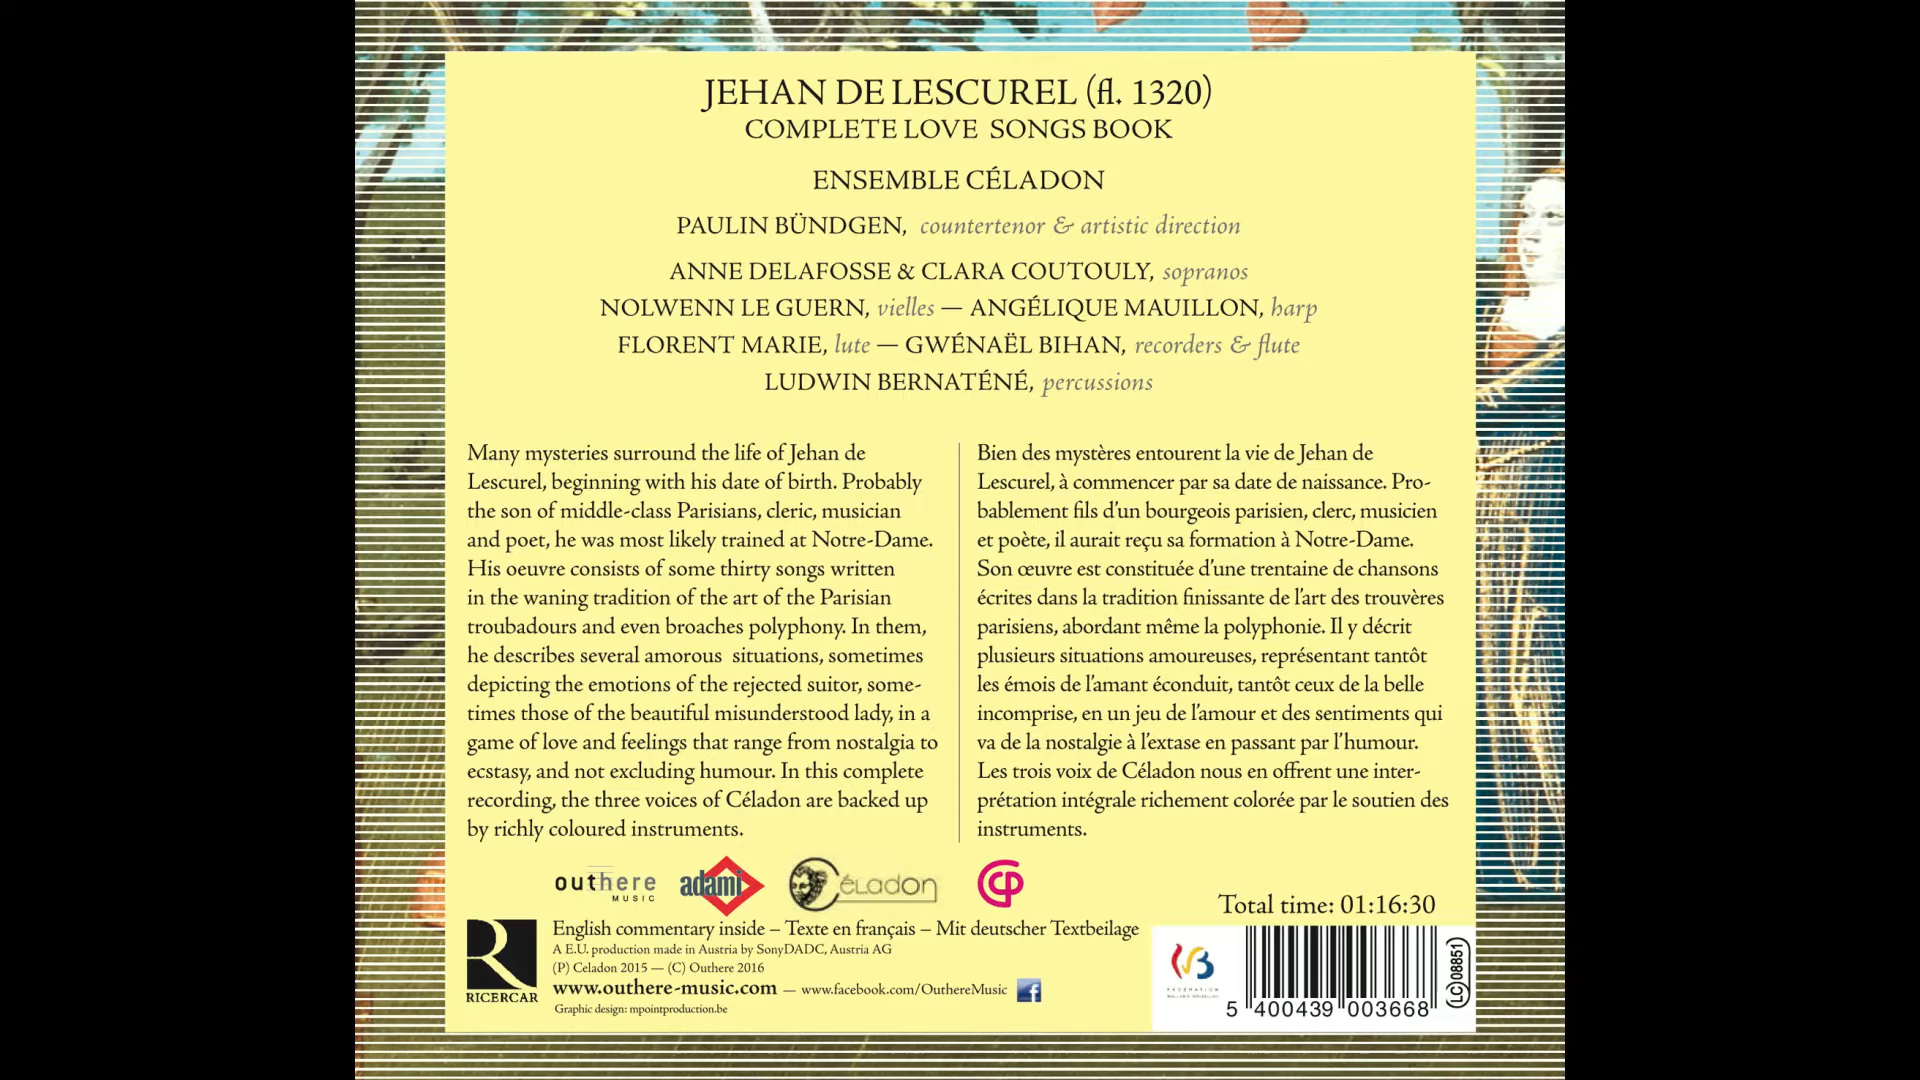 JEHAN DE LESCUREL (fl. 1320)
COMPLETE LOVE SONGS BOOK
ENSEMBLE CÉLADON
PAULIN BÜNDGEN, countertenor & artistic direction
ANNE DELAFOSSE & CLARA COUTOULY, sopranos
NOLWENN LE GUERN, vielles — ANGÉLIQUE MAUILLON, harp
FLORENT MARIE, lute — GWÉNAËL BIHAN, recorders & flute
LUDWIN BERNATÉNÉ, percussions
Many mysteries surround the life of Jehan de
Lescurel, beginning with his date of birth. Probably
the son of middle-class Parisians, cleric, musician
and poet, he was most likely trained at Notre-Dame.
His oeuvre consists of some thirty songs written
in the waning tradition of the art of the Parisian
troubadours and even broaches polyphony. In them,
he describes several amorous situations, sometimes
depicting the emotions of the rejected suitor, some-
times those of the beautiful misunderstood lady, in a
game of love and feelings that range from nostalgia to
ecstasy, and not excluding humour. In this complete
recording, the three voices of Céladon are backed up
by richly coloured instruments.
Bien des mystères entourent la vie de Jehan de
Lescurel, à commencer par sa date de naissance. Pro-
bablement fils d'un bourgeois parisien, clerc, musicien
et poète, il aurait reçu sa formation à Notre-Dame.
Son œuvre est constituée d'une trentaine de chansons
écrites dans la tradition finissante de l'art des trouvères
parisiens, abordant même la polyphonie. Il y décrit
plusieurs situations amoureuses, représentant tantôt
les émois de l'amant éconduit, tantôt ceux de la belle
incomprise, en un jeu de l'amour et des sentiments qui
va de la nostalgie à l'extase en passant par l'humour.
Les trois voix de Céladon nous en offrent une inter-
prétation intégrale richement colorée par le soutien des
instruments.
outhere
MUSIC
adami
Céladon
Total time: 01:16:30
RICERCAR
English commentary inside – Texte en français – Mit deutscher Textbeilage
A E.U. production made in Austria by SonyDADC, Austria AG
(P) Celadon 2015 — (C) Outhere 2016
www.outhere-music.com — www.facebook.com/OuthereMusic
Graphic design: mpointproduction.be
FÉDÉRATION
WALLONIE-BRUXELLES
5 400439 003668
LC 08851